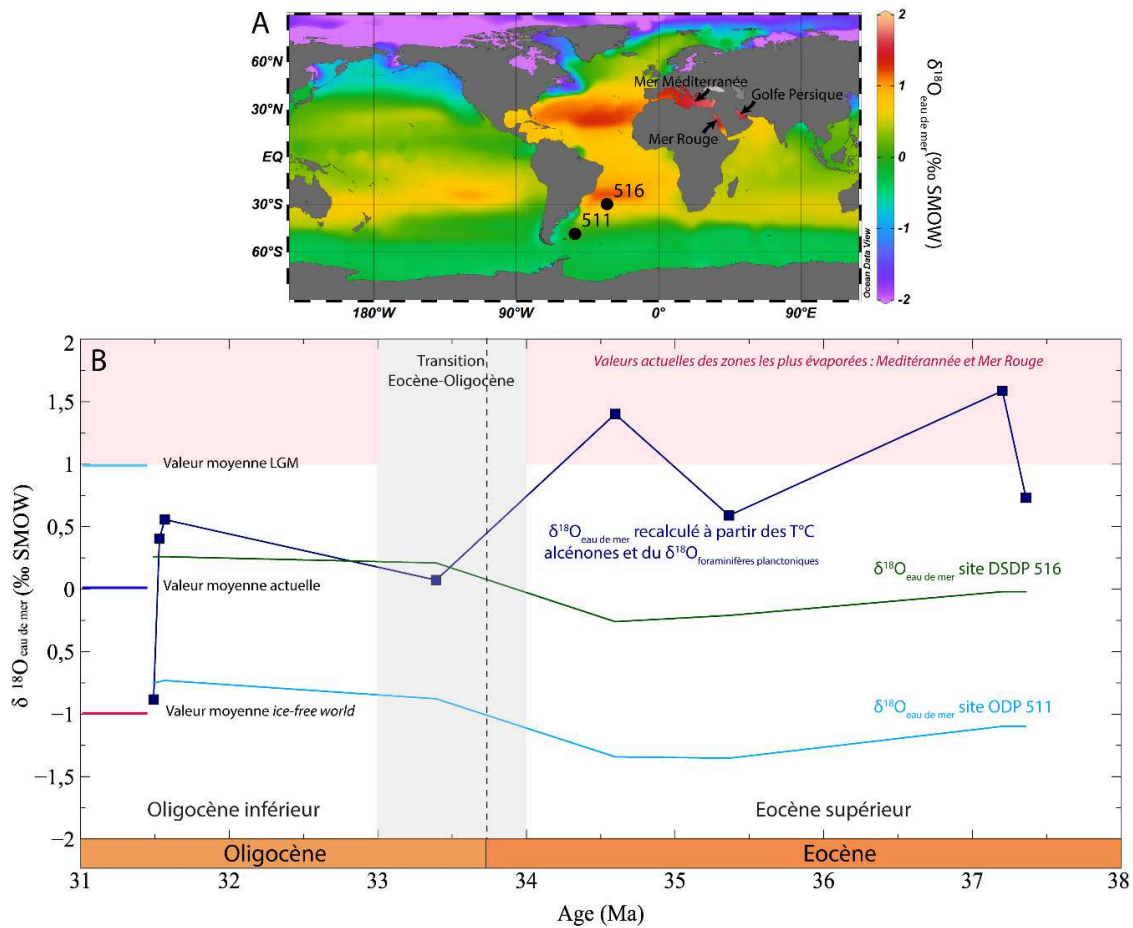 A
60°N
30°N
EQ
30°S
60°S
180°W
90°W
0°
90°E
Mer Méditerranée
Golfe Persique
Mer Rouge
516
511
Ocean Data View
2
1
0
-1
-2
δ18Oeau de mer (‰ SMOW)
B
Transition
Eocène-Oligocène
Valeurs actuelles des zones les plus évaporées : Meditérannée et Mer Rouge
Valeur moyenne LGM
δ18Oeau de mer recalculé à partir des T°C
alcénones et du δ18Oforaminifères planctoniques
δ18Oeau de mer site DSDP 516
Valeur moyenne actuelle
Valeur moyenne ice-free world
δ18Oeau de mer site ODP 511
Oligocène inférieur
Eocène supérieur
Oligocène
Eocène
2
1,5
1
0,5
0
0,5
−1
−1,5
−2
δ 18O eau de mer (‰ SMOW)
31
32
33
34
35
36
37
38
Age (Ma)